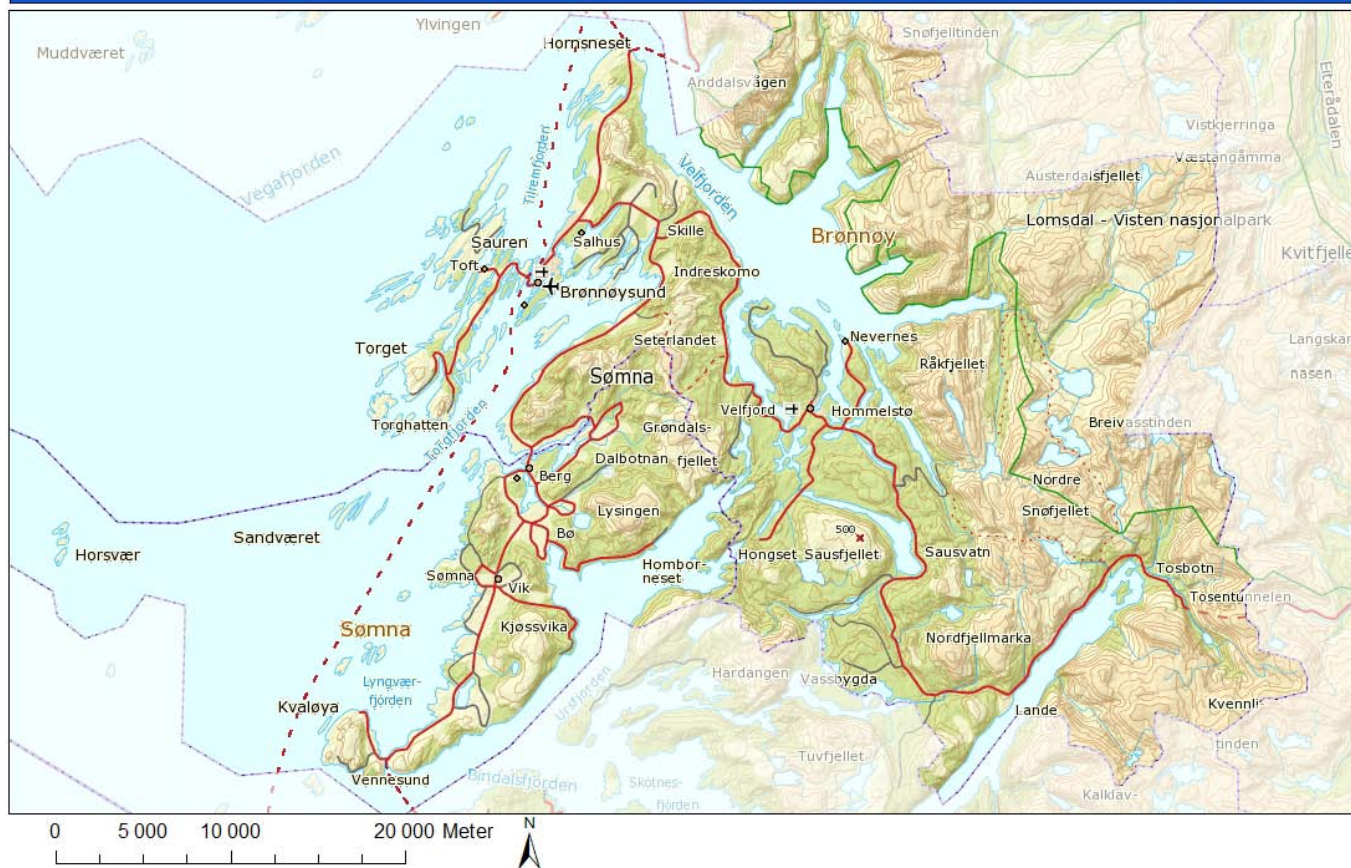 Ylvingen
Muddværet
Hornsneset
Snøfjelltinden
Anddalsvågen
Eiterådalen
Vistkjerringa
Væstangåmma
Vegafjorden
Tilremfjorden
Velfjorden
Austerdalsfjellet
Lomsdal - Visten nasjonalpark
Brønnøy
Kvitfjelle
Sauren
Salhus
Skille
Toft
Indreskomo
Brønnøysund
Torget
Seterlandet
Nevernes
Langskar
nasen
Råkfjellet
Sømna
Velfjord
Hommelstø
Torghatten
Torgfjorden
Grøndals-
fjellet
Breivasstinden
Dalbotnan
Berg
Nordre
Snøfjellet
Lysingen
Sandværet
Horsvær
Bø
500
Hongset
Sausfjellet
Sausvatn
Hombor-
neset
Tosbotn
Tosentunnelen
Sømna
Vik
Kjøssvika
Sømna
Nordfjellmarka
Hardangen
Vassbygda
Lyngvær-
fjorden
Ursfjorden
Kvaløya
Lande
Kvennli
tinden
Tuvfjellet
Vennesund
Bindalsfjorden
Skotnes-
fjorden
Kalklav-
0 5 000 10 000 20 000 Meter
N